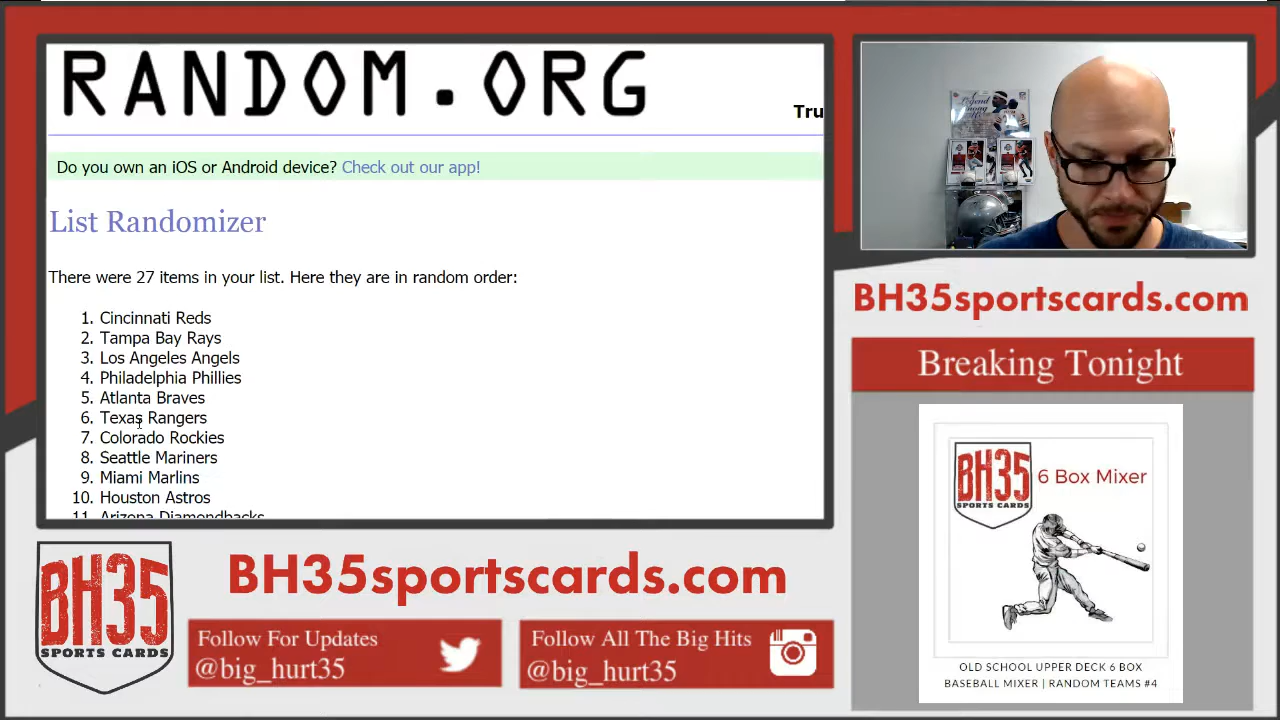 RANDOM.ORG
Tru
Do you own an iOS or Android device? Check out our app!
List Randomizer
There were 27 items in your list. Here they are in random order:
1. Cincinnati Reds
2. Tampa Bay Rays
3. Los Angeles Angels
4. Philadelphia Phillies
5. Atlanta Braves
6. Texas Rangers
7. Colorado Rockies
8. Seattle Mariners
9. Miami Marlins
10. Houston Astros
11. Arizona Diamondbacks
BH35sportscards.com
Breaking Tonight
BH35
SPORTS CARDS
6 Box Mixer
OLD SCHOOL UPPER DECK 6 BOX
BASEBALL MIXER | RANDOM TEAMS #4
BH35
SPORTS CARDS
BH35sportscards.com
Follow For Updates
@big_hurt35
Follow All The Big Hits
@big_hurt35